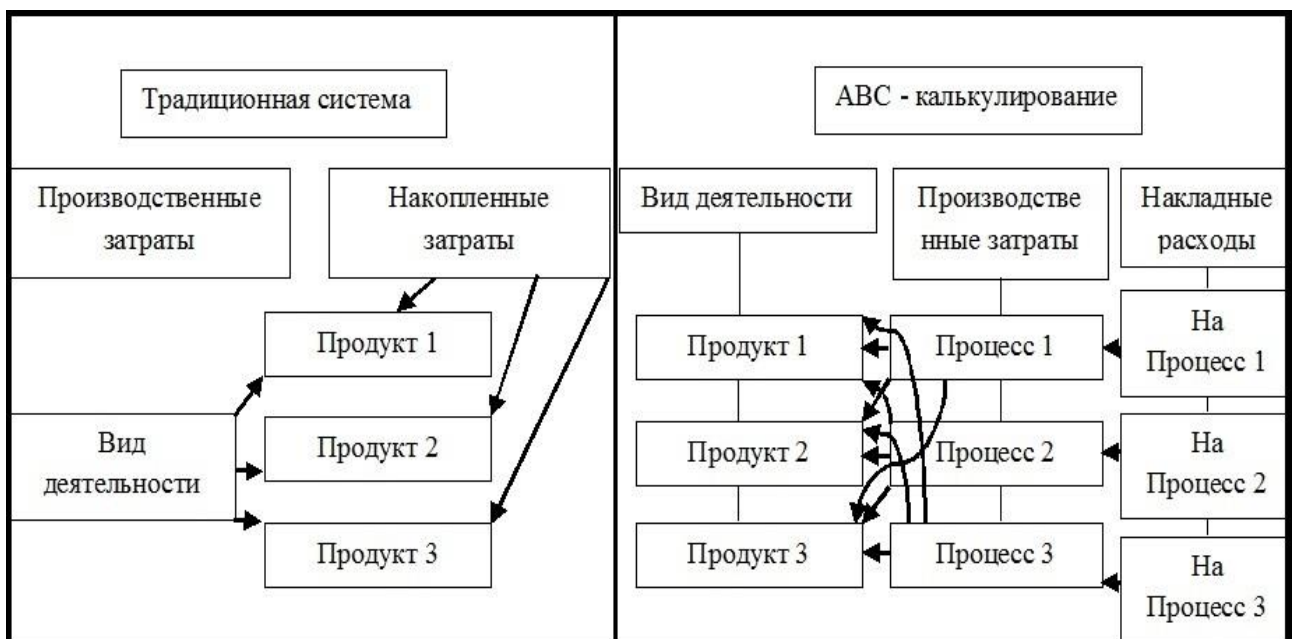 Традиционная система
Производственные
затраты
Накопленные
затраты
Продукт 1
Вид
деятельности
Продукт 2
Продукт 3
ABC - калькулирование
Вид деятельности
Производстве
нные затраты
Накладные
расходы
Продукт 1
Процесс 1
На
Процесс 1
Продукт 2
Процесс 2
На
Процесс 2
Продукт 3
Процесс 3
На
Процесс 3